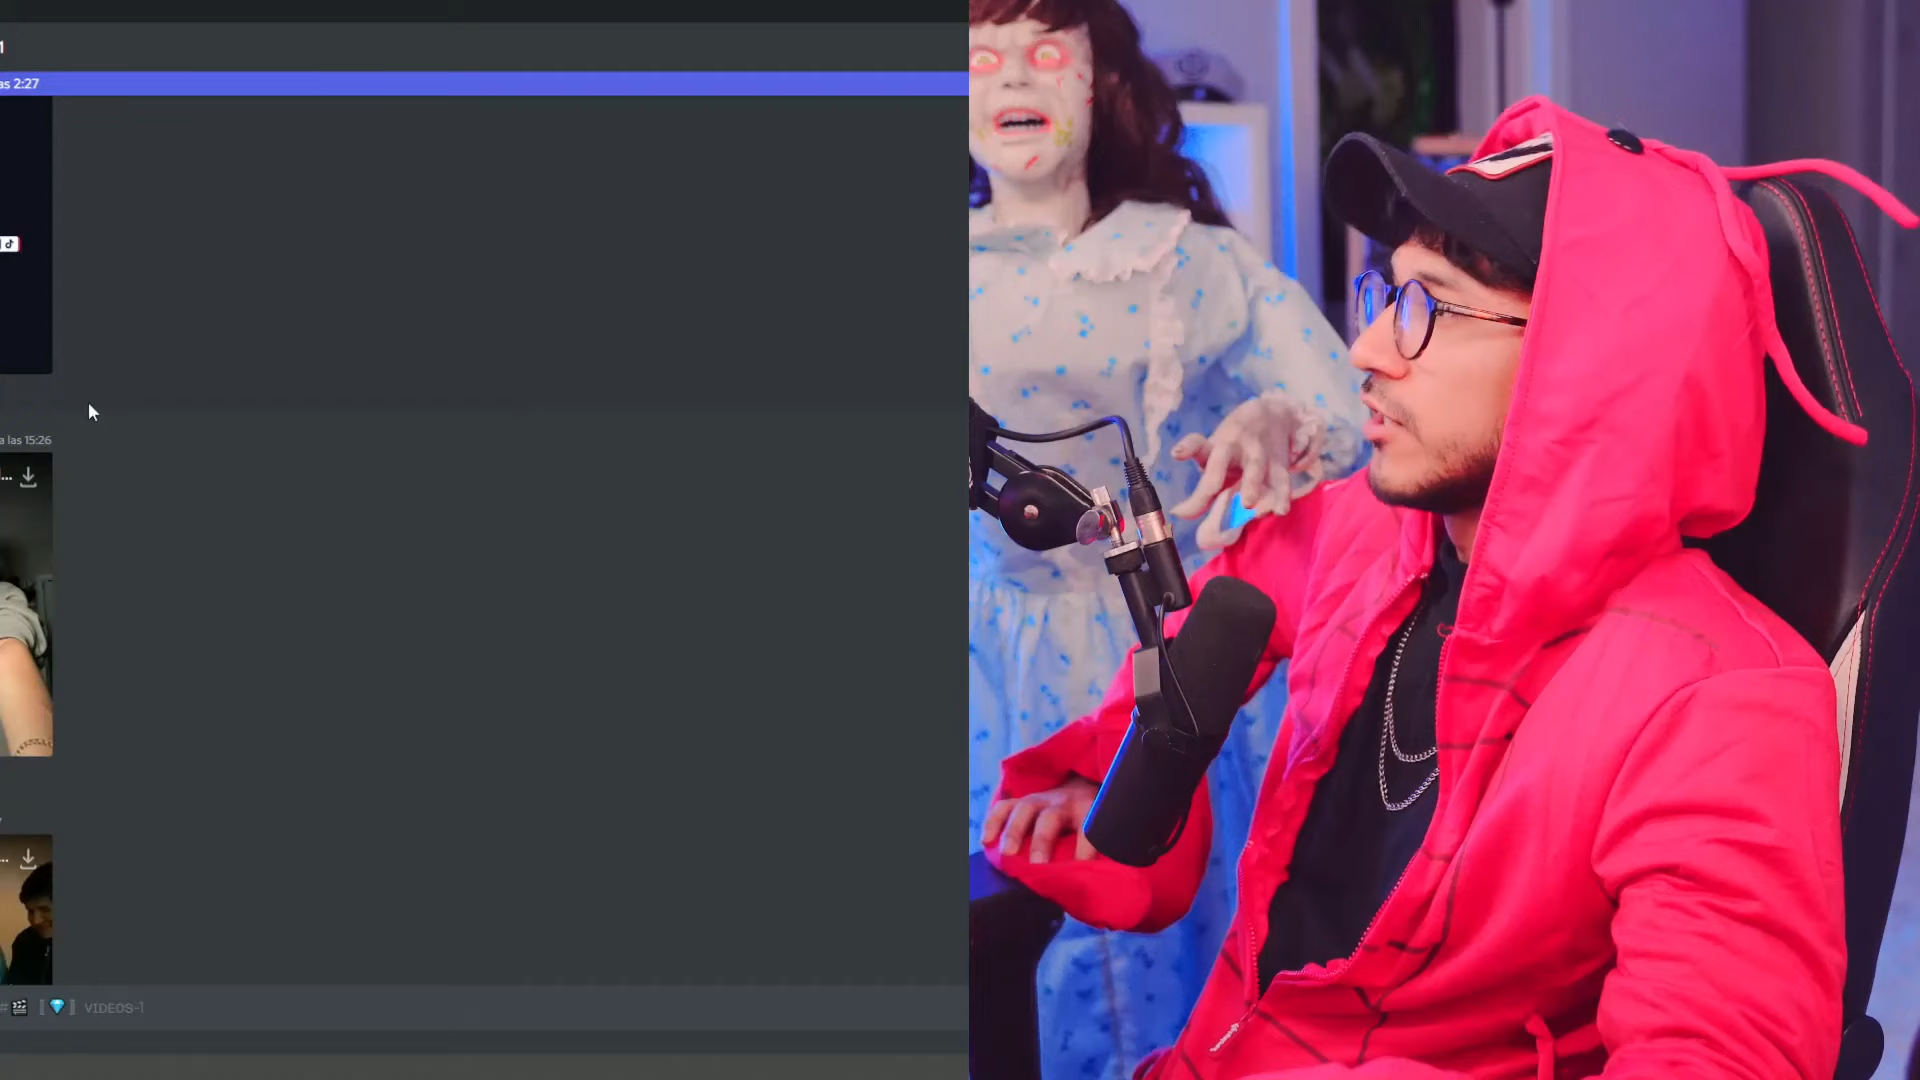 as 2:27
a las 15:26
...
...
# 🎬 【💎】 VIDEOS-1